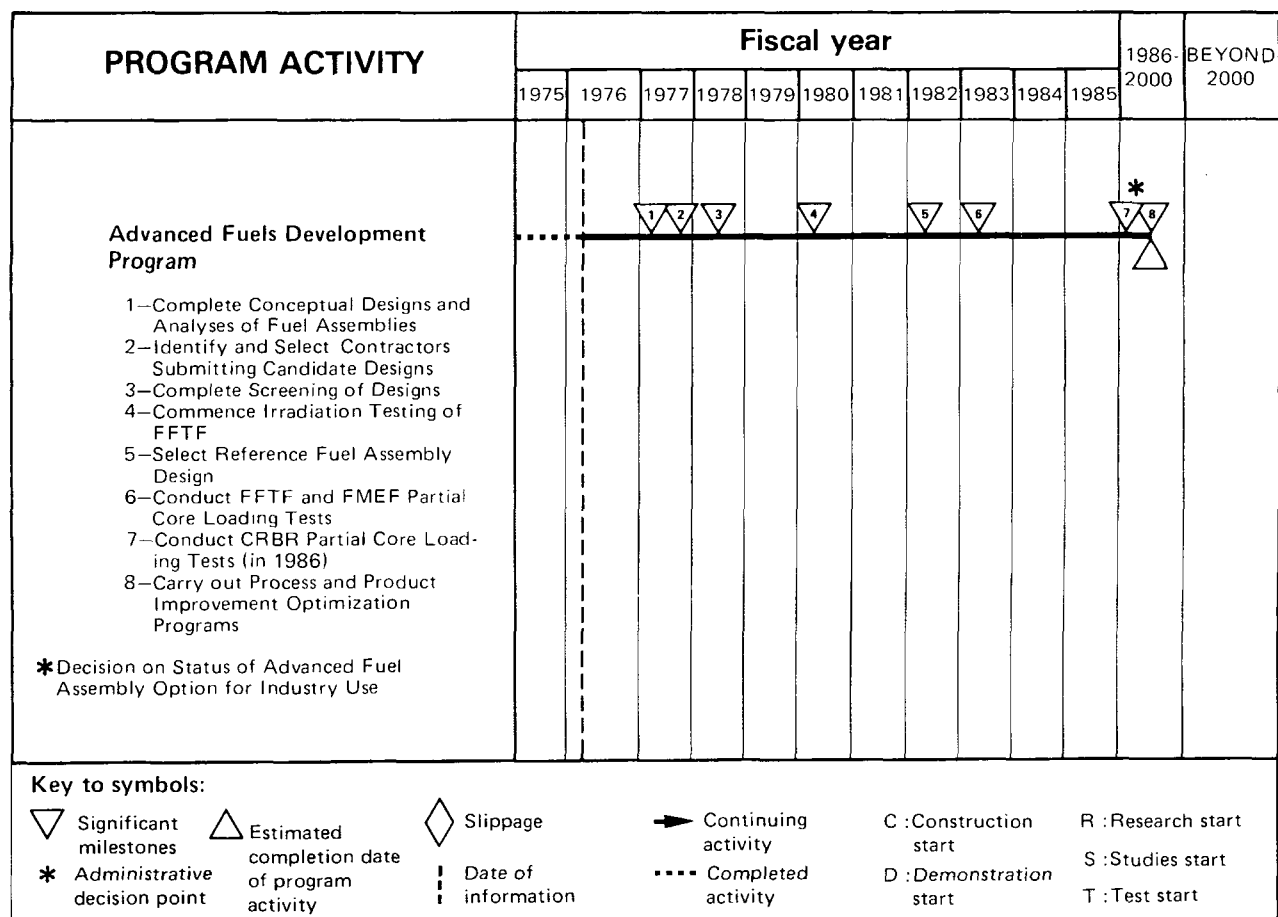 PROGRAM ACTIVITY
Fiscal year
1975 1976 1977 1978 1979 1980 1981 1982 1983 1984 1985
1986-
2000
BEYOND
2000
*
1 2 3 4 5 6 7 8
Advanced Fuels Development
Program
1—Complete Conceptual Designs and
Analyses of Fuel Assemblies
2—Identify and Select Contractors
Submitting Candidate Designs
3—Complete Screening of Designs
4—Commence Irradiation Testing of
FFTF
5—Select Reference Fuel Assembly
Design
6—Conduct FFTF and FMEF Partial
Core Loading Tests
7—Conduct CRBR Partial Core Load-
ing Tests (in 1986)
8—Carry out Process and Product
Improvement Optimization
Programs
*Decision on Status of Advanced Fuel
Assembly Option for Industry Use
Key to symbols:
Significant
milestones
* Administrative
decision point
Estimated
completion date
of program
activity
Slippage
Date of
information
Continuing
activity
Completed
activity
C :Construction
start
D :Demonstration
start
R :Research start
S :Studies start
T :Test start